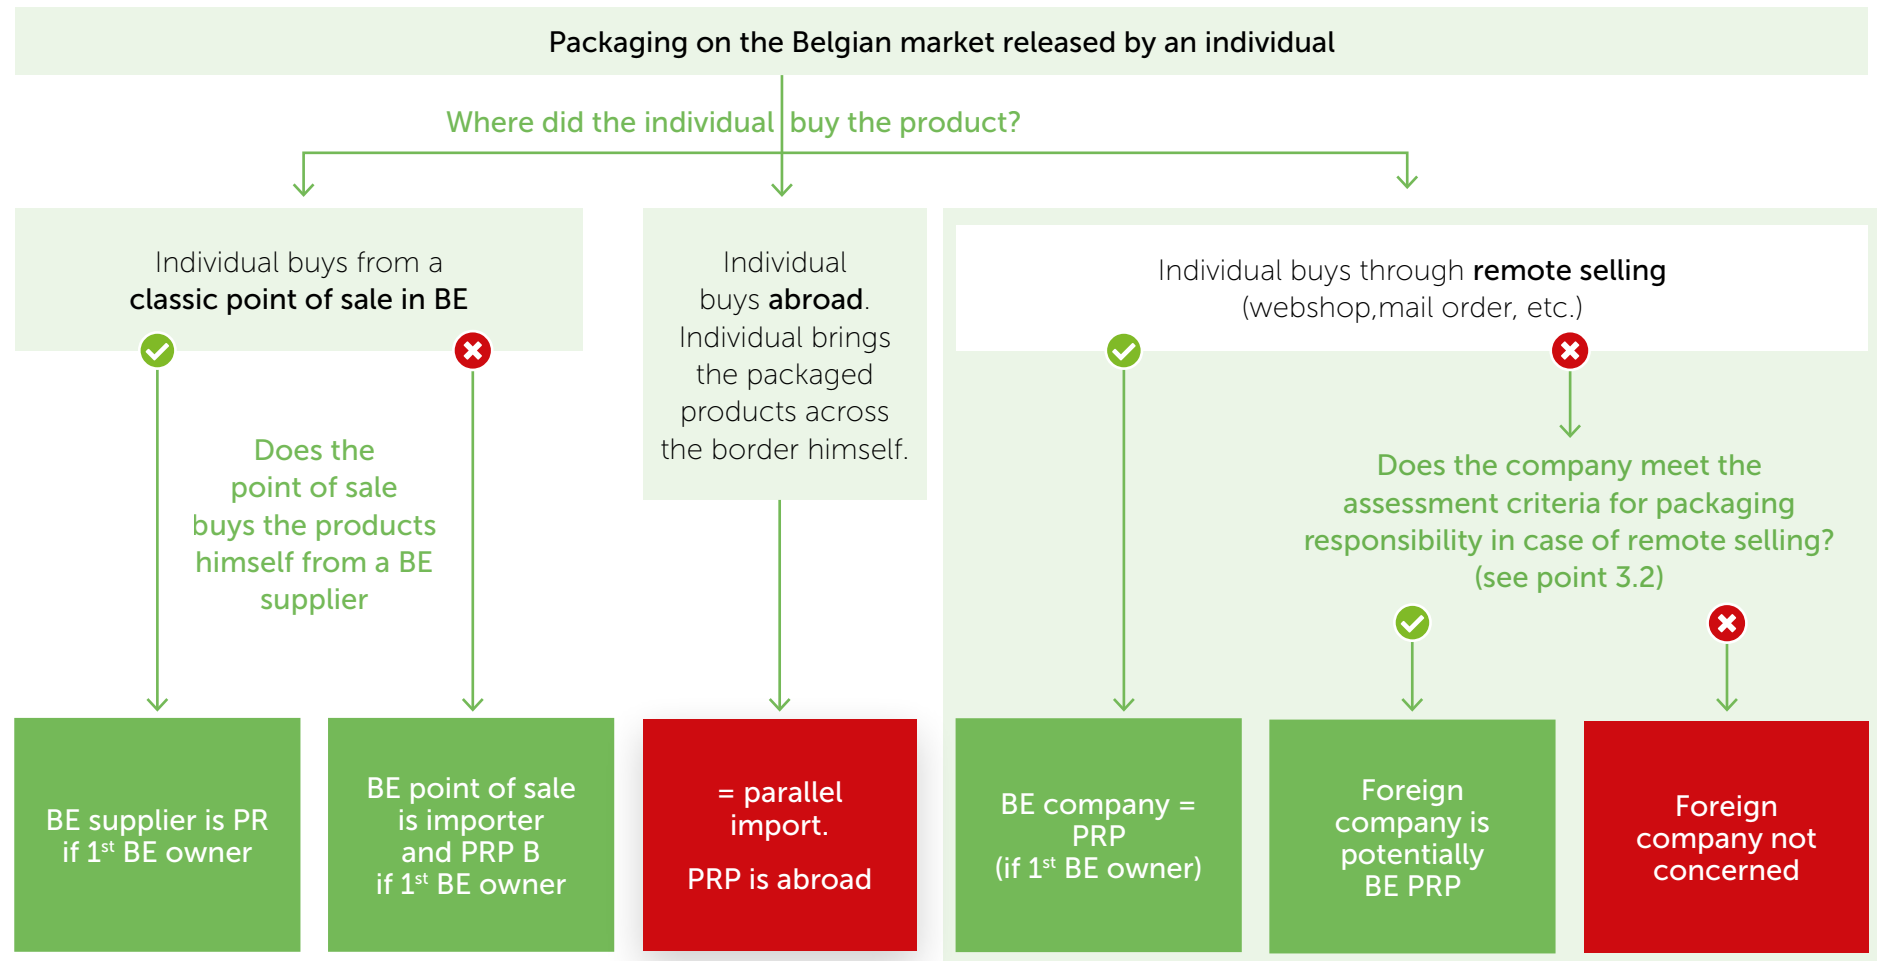 Packaging on the Belgian market released by an individual
Where did the individual buy the product?
Individual buys from a
classic point of sale in BE
Does the
point of sale
buys the products
himself from a BE
supplier
BE supplier is PR
if 1st BE owner
BE point of sale
is importer
and PRP B
if 1st BE owner
Individual
buys abroad.
Individual brings
the packaged
products across
the border himself.
= parallel
import.
PRP is abroad
Individual buys through remote selling
(webshop,mail order, etc.)
Does the company meet the
assessment criteria for packaging
responsibility in case of remote selling?
(see point 3.2)
BE company =
PRP
(if 1st BE owner)
Foreign
company is
potentially
BE PRP
Foreign
company not
concerned